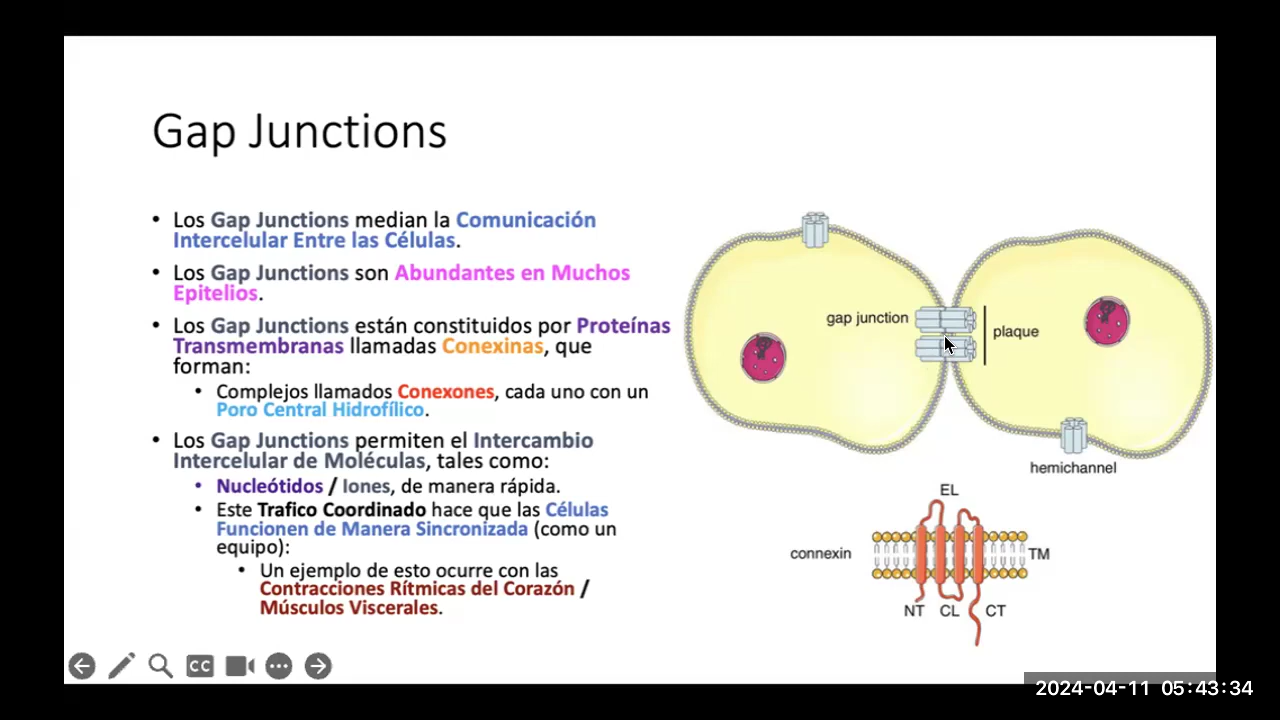 Gap Junctions
• Los Gap Junctions median la Comunicación
Intercelular Entre las Células.
• Los Gap Junctions son Abundantes en Muchos
Epitelios.
• Los Gap Junctions están constituidos por Proteínas
Transmembranas llamadas Conexinas, que
forman:
• Complejos llamados Conexones, cada uno con un
Poro Central Hidrofílico.
• Los Gap Junctions permiten el Intercambio
Intercelular de Moléculas, tales como:
• Nucleótidos / Iones, de manera rápida.
• Este Trafico Coordinado hace que las Células
Funcionen de Manera Sincronizada (como un
equipo):
• Un ejemplo de esto ocurre con las
Contracciones Rítmicas del Corazón /
Músculos Viscerales.
gap junction
plaque
hemichannel
EL
connexin
TM
NT CL CT
CC
2024-04-11 05:43:34